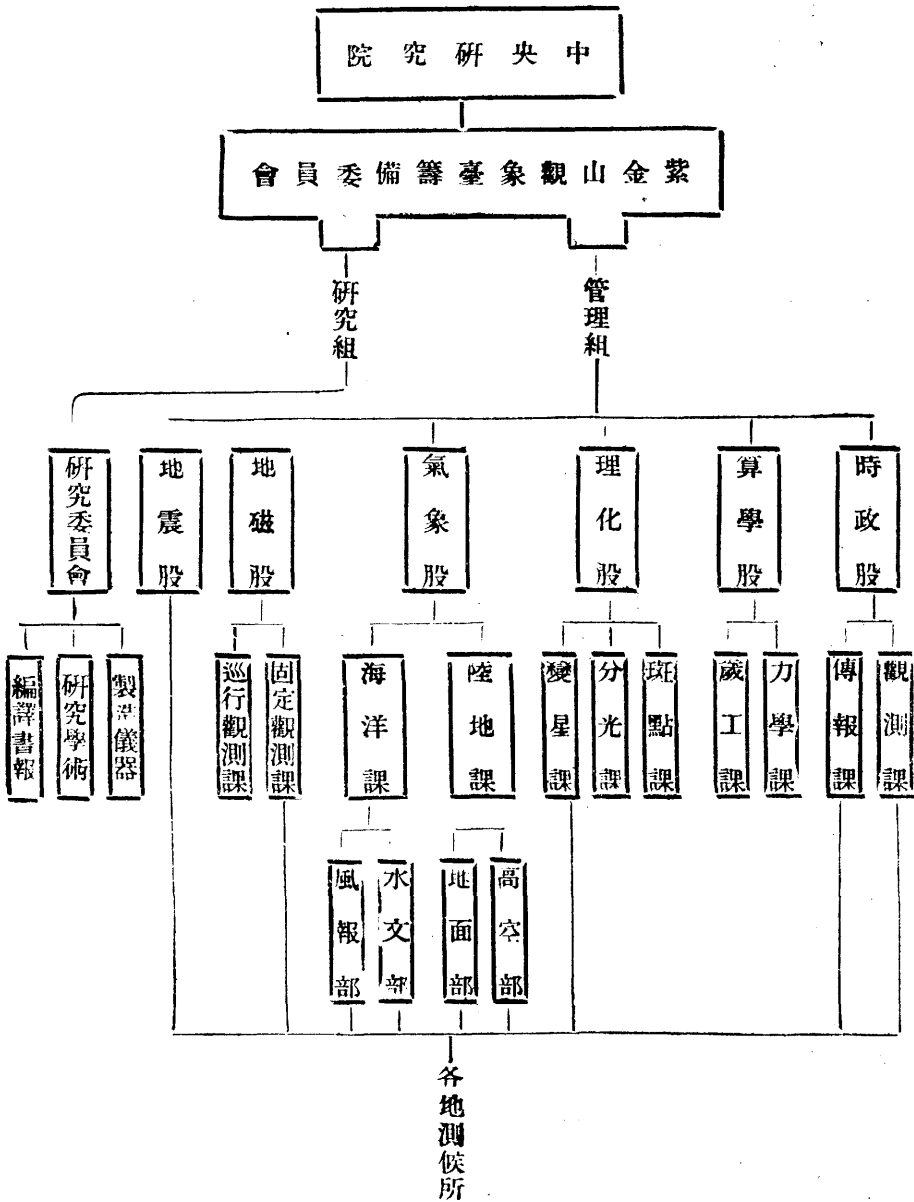 中央研究院
紫金山觀象臺籌備委員會
管理組
研究組
時政股
算學股
理化股
氣象股
地磁股
地震股
研究委員會
觀測課
傳報課
力學課
歲工課
斑點課
分光課
變星課
陸地課
海洋課
固定觀測課
巡行觀測課
製造儀器
研究學術
編譯書報
高空部
地面部
水文部
風報部
各地測候所